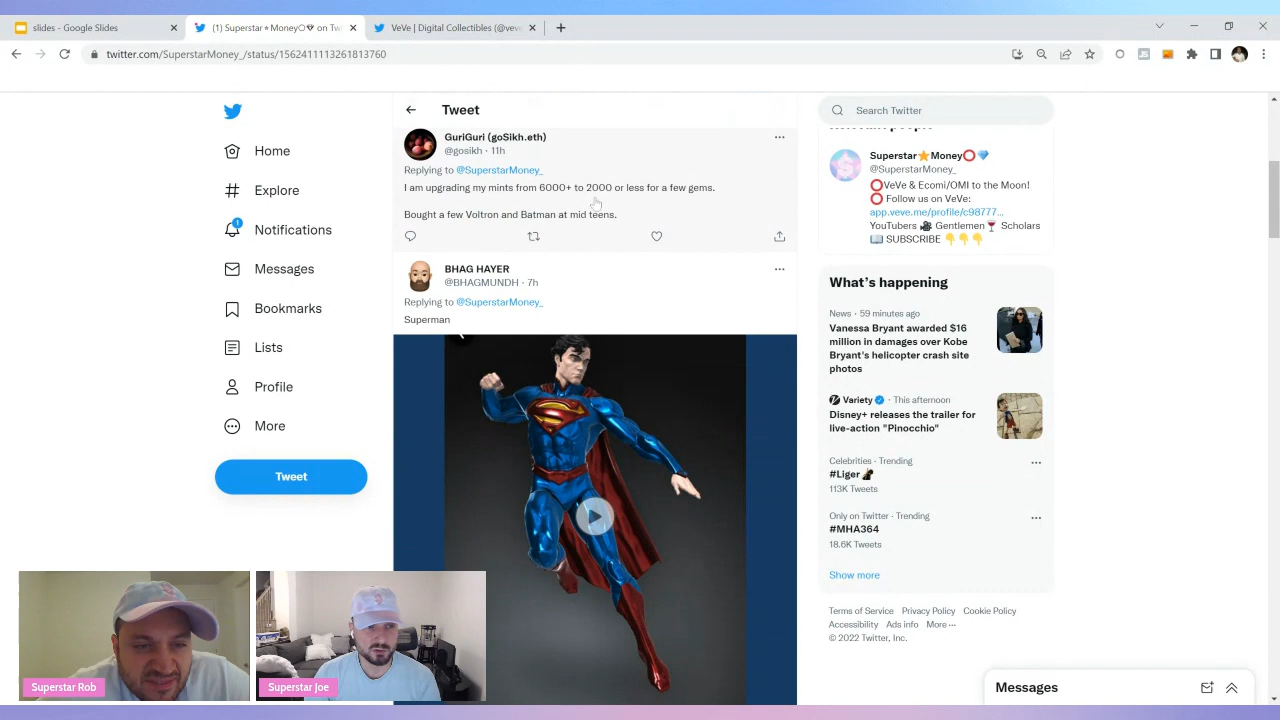 slides - Google Slides
(1) Superstar⭐Money⭕💎 on Tw
VeVe | Digital Collectibles (@veve
twitter.com/SuperstarMoney_/status/1562411113261813760
Home
Explore
1
Notifications
Messages
Bookmarks
Lists
Profile
More
Tweet
Tweet
GuriGuri (goSikh.eth)
@gosikh · 11h
Replying to @SuperstarMoney_
I am upgrading my mints from 6000+ to 2000 or less for a few gems.
Bought a few Voltron and Batman at mid teens.
BHAG HAYER
@BHAGMUNDH · 7h
Replying to @SuperstarMoney_
Superman
Search Twitter
Superstar⭐Money⭕💎
@SuperstarMoney_
⭕VeVe & Ecomi/OMI to the Moon!
⭕ Follow us on VeVe:
app.veve.me/profile/c98777…
YouTubers 🎥 Gentlemen🍷 Scholars
📖 SUBSCRIBE 👇👇👇
What's happening
News · 59 minutes ago
Vanessa Bryant awarded $16
million in damages over Kobe
Bryant's helicopter crash site
photos
Variety · This afternoon
Disney+ releases the trailer for
live-action "Pinocchio"
Celebrities · Trending
#Liger
113K Tweets
Only on Twitter · Trending
#MHA364
18.6K Tweets
Show more
Terms of Service Privacy Policy Cookie Policy
Accessibility Ads info More ···
© 2022 Twitter, Inc.
Messages
Superstar Rob
Superstar Joe